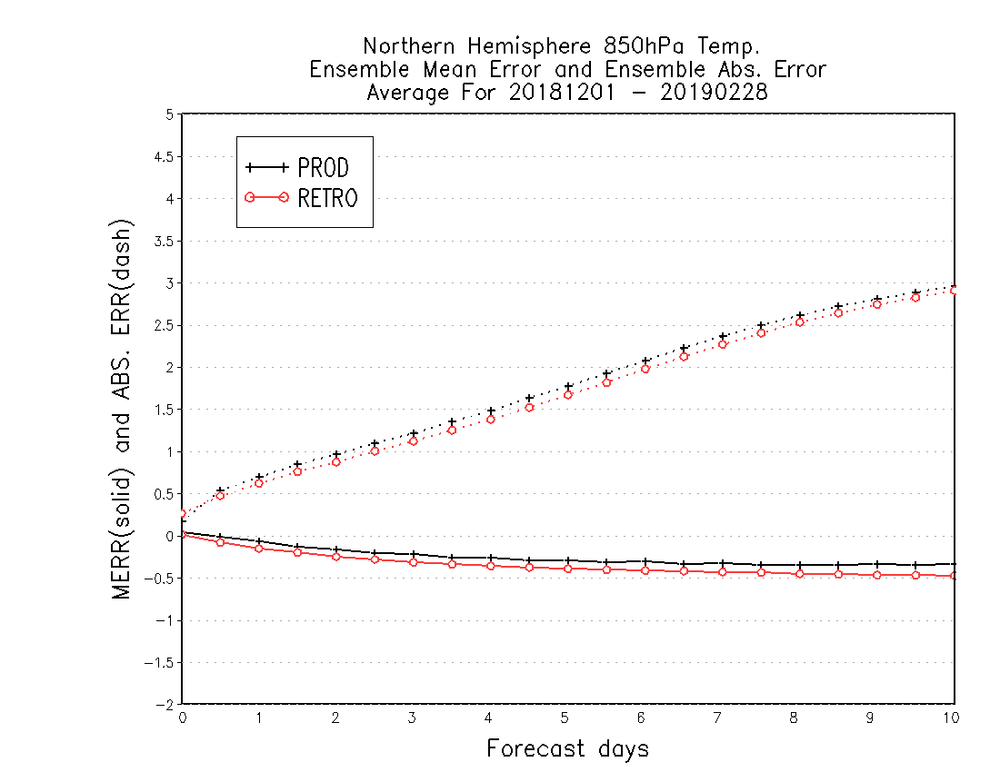 Northern Hemisphere 850hPa Temp.
Ensemble Mean Error and Ensemble Abs. Error
Average For 20181201 - 20190228
5
4.5
4
3.5
3
2.5
2
1.5
1
0.5
0
-0.5
-1
-1.5
-2
PROD
RETRO
MERR(solid) and ABS. ERR(dash)
0 1 2 3 4 5 6 7 8 9 10
Forecast days